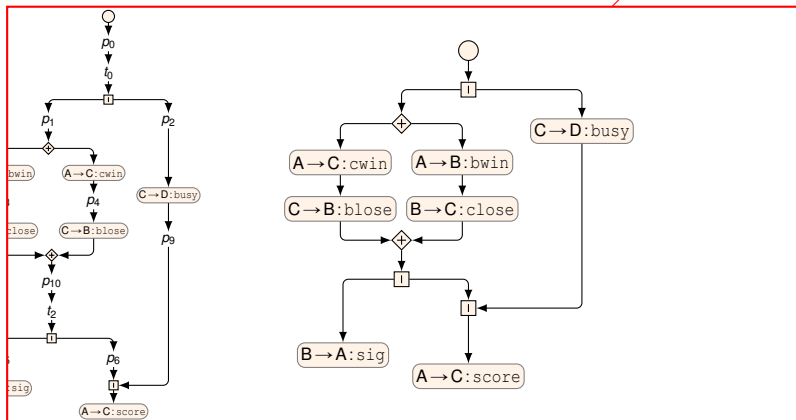 p0
t0
p1 p2
:bwin A→C:cwin
p4 C→D:busy
:close C→B:blose
p9
p10
t2
p6
:sig
A→C:score
C→D:busy
A→C:cwin A→B:bwin
C→B:blose B→C:close
B→A:sig
A→C:score